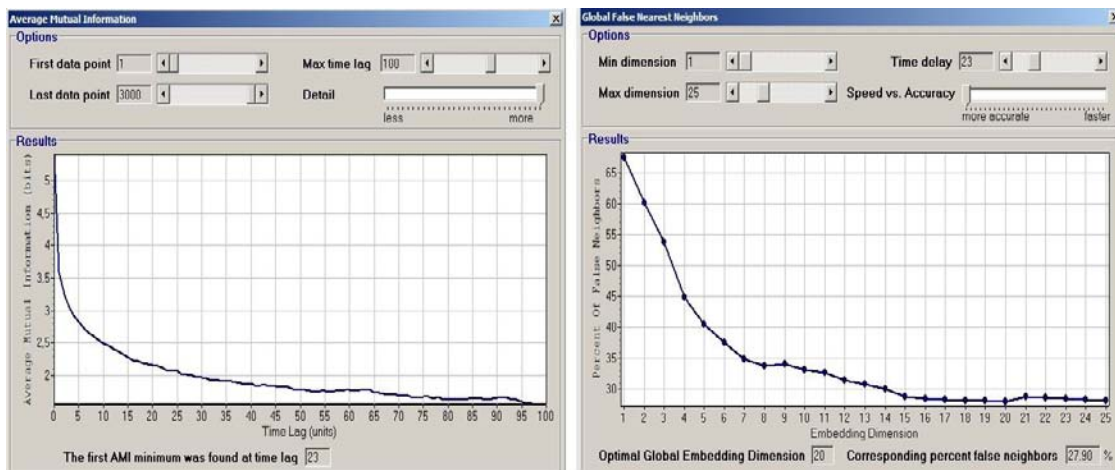 Average Mutual Information
Options
First data point 1
Max time lag 100
Last data point 3000
Detail
less more
Results
Average Mutual Information (bits)
5
4,5
4
3,5
3
2,5
2
0 5 10 15 20 25 30 35 40 45 50 55 60 65 70 75 80 85 90 95 100
Time Lag (units)
The first AMI minimum was found at time lag 23
Global False Nearest Neighbors
Options
Min dimension 1
Time delay 23
Max dimension 25
Speed vs. Accuracy
more accurate faster
Results
Percent Of False Neighbors
65
60
55
50
45
40
35
30
1 2 3 4 5 6 7 8 9 10 11 12 13 14 15 16 17 18 19 20 21 22 23 24 25
Embedding Dimension
Optimal Global Embedding Dimension 20 Corresponding percent false neighbors 27.90 %